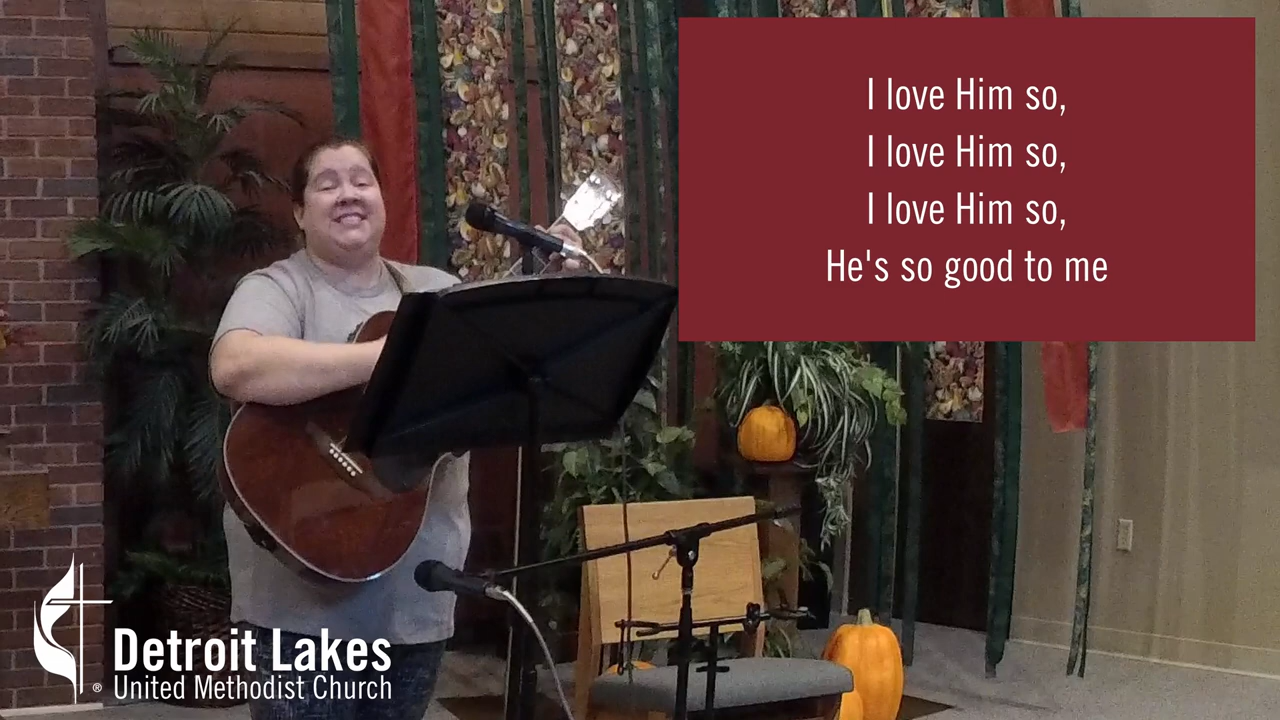 I love Him so,
I love Him so,
I love Him so,
He's so good to me
Detroit Lakes
United Methodist Church
®